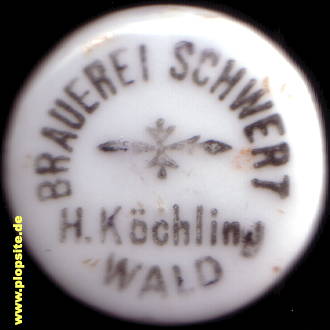 BRAUEREI SCHWERT
H. Köchling
WALD
www.plopsite.de